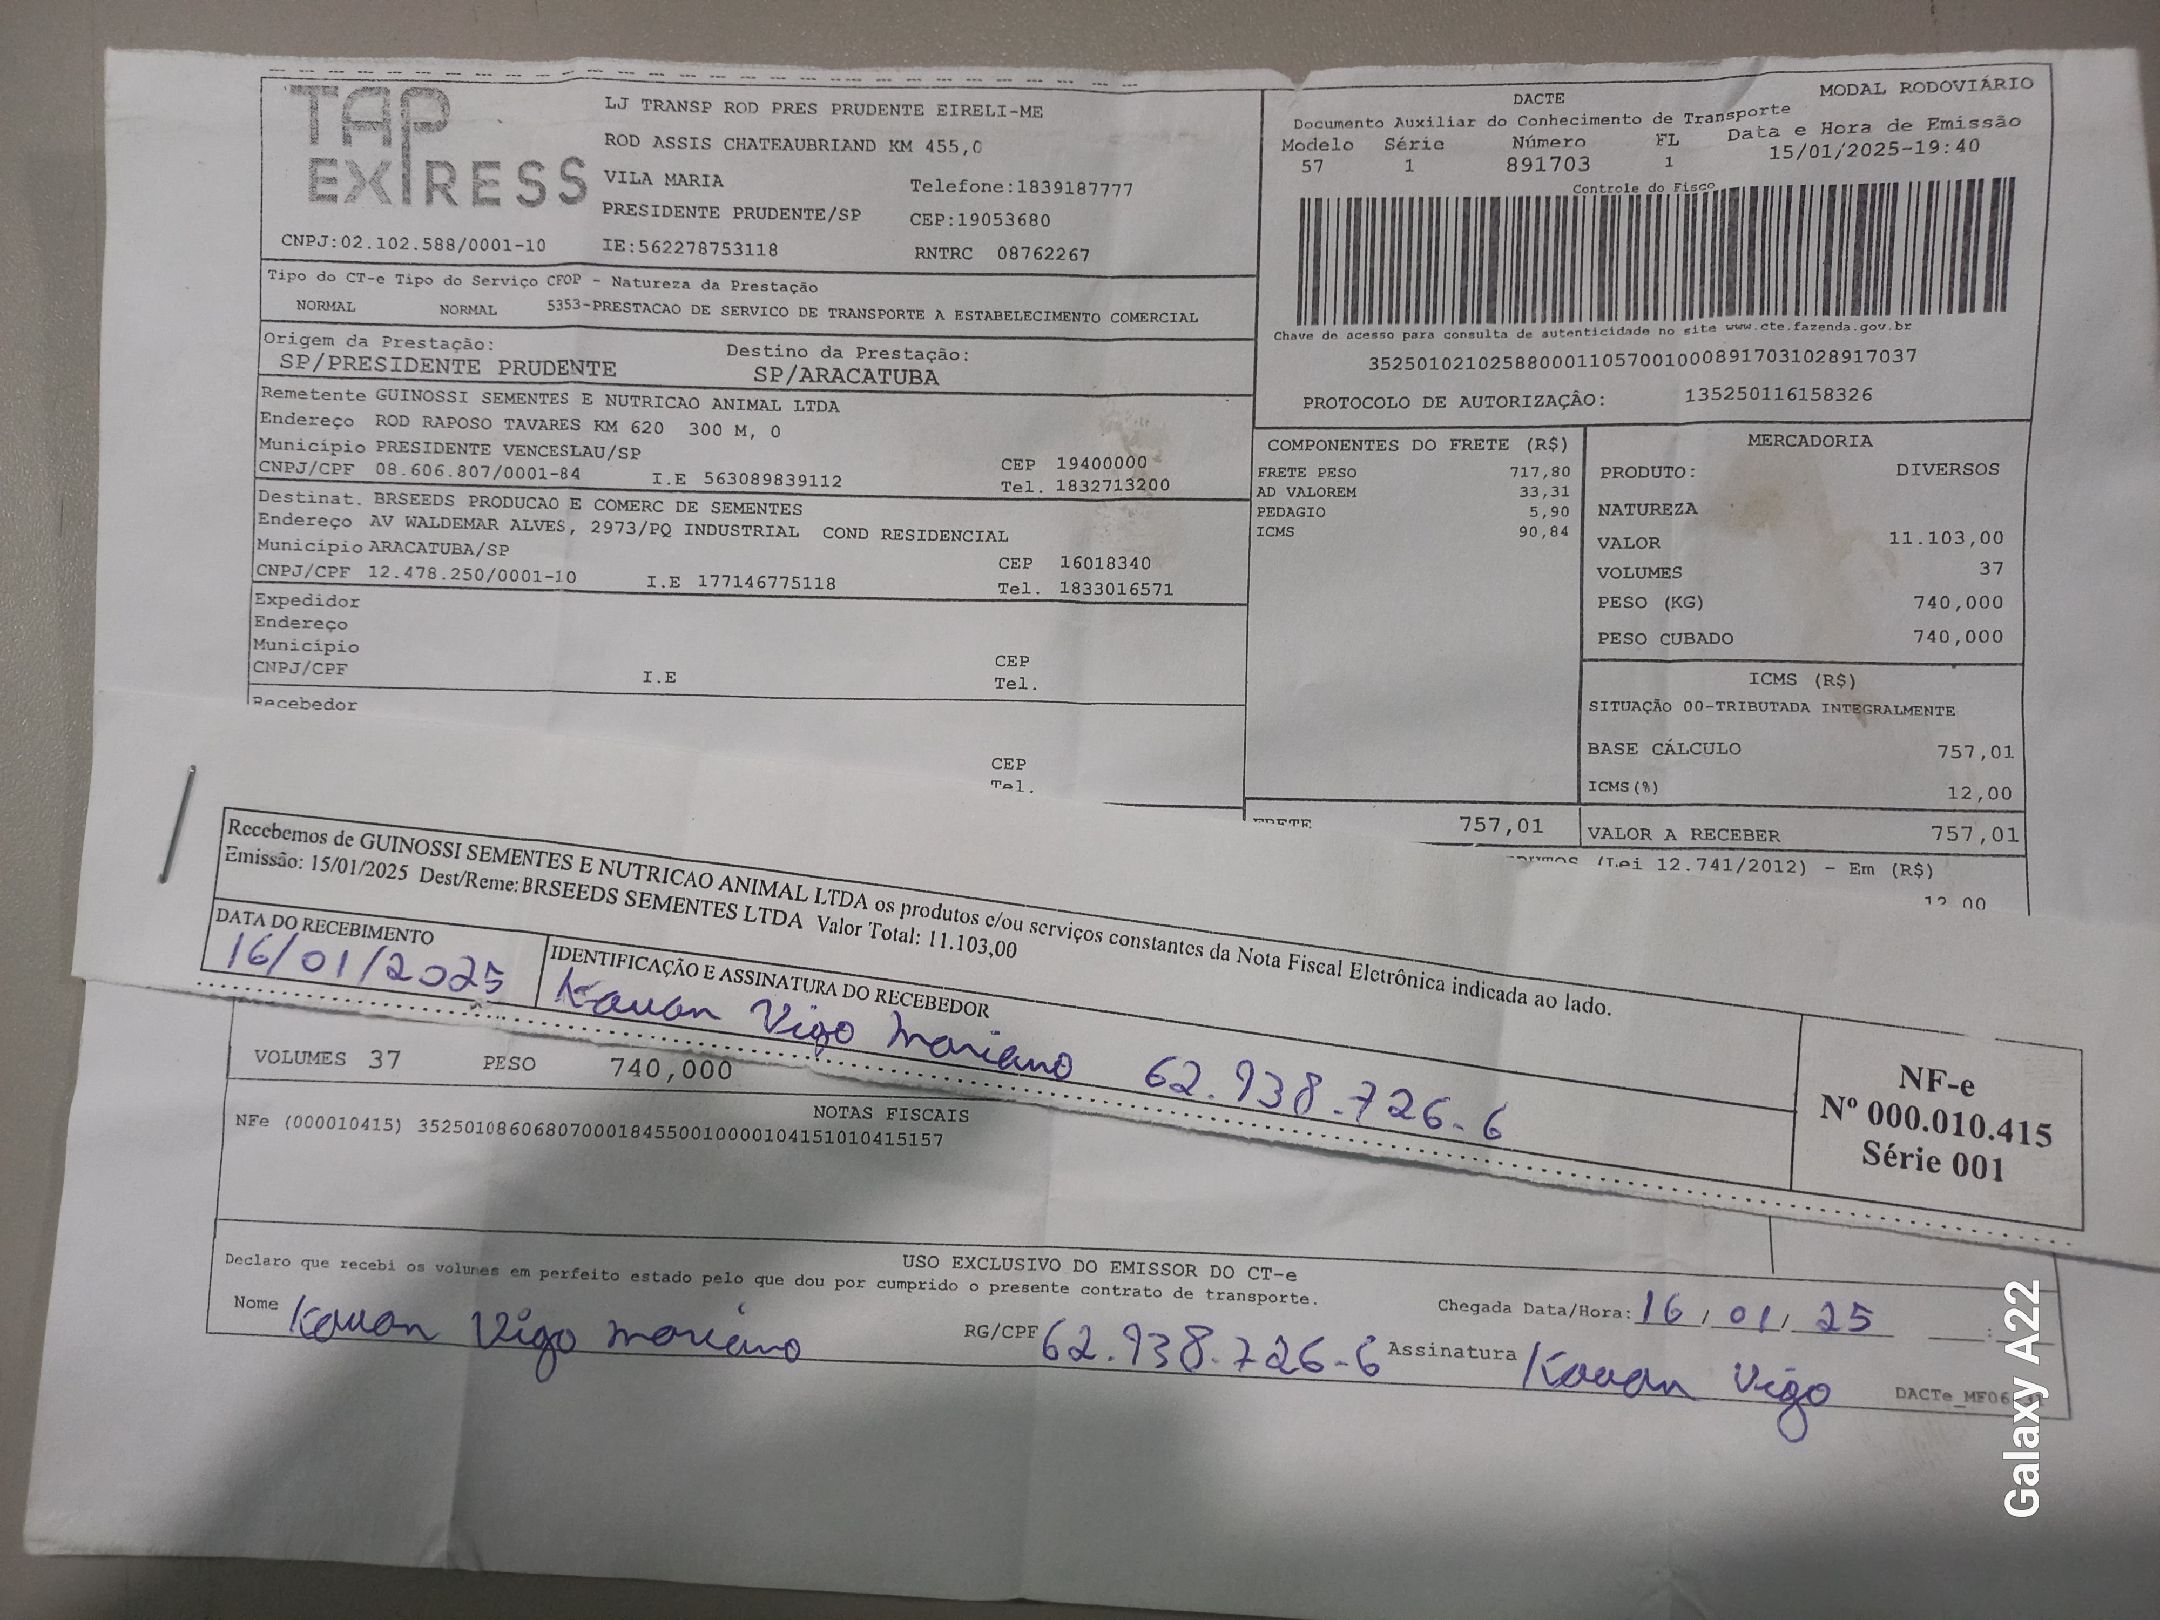 TAP
EXPRESS
CNPJ:02.102.588/0001-10
LJ TRANSP ROD PRES PRUDENTE EIRELI-ME
ROD ASSIS CHATEAUBRIAND KM 455,0
VILA MARIA Telefone:1839187777
PRESIDENTE PRUDENTE/SP CEP:19053680
IE:562278753118 RNTRC 08762267
DACTE MODAL RODOVIÁRIO
Documento Auxiliar do Conhecimento de Transporte
Modelo Série Número FL Data e Hora de Emissão
57 1 891703 1 15/01/2025-19:40
Controle do Fisco
Chave de acesso para consulta de autenticidade no site www.cte.fazenda.gov.br
35250102102588000110570010008917031028917037
PROTOCOLO DE AUTORIZAÇÃO: 135250116158326
Tipo do CT-e Tipo do Serviço CFOP - Natureza da Prestação
NORMAL NORMAL 5353-PRESTACAO DE SERVICO DE TRANSPORTE A ESTABELECIMENTO COMERCIAL
Origem da Prestação: Destino da Prestação:
SP/PRESIDENTE PRUDENTE SP/ARACATUBA
Remetente GUINOSSI SEMENTES E NUTRICAO ANIMAL LTDA
Endereço ROD RAPOSO TAVARES KM 620 300 M, 0
Município PRESIDENTE VENCESLAU/SP CEP 19400000
CNPJ/CPF 08.606.807/0001-84 I.E 563089839112 Tel. 1832713200
Destinat. BRSEEDS PRODUCAO E COMERC DE SEMENTES
Endereço AV WALDEMAR ALVES, 2973/PQ INDUSTRIAL COND RESIDENCIAL
Município ARACATUBA/SP CEP 16018340
CNPJ/CPF 12.478.250/0001-10 I.E 177146775118 Tel. 1833016571
Expedidor
Endereço
Município CEP
CNPJ/CPF I.E Tel.
Recebedor
CEP
Tel.
COMPONENTES DO FRETE (R$)
FRETE PESO 717,80
AD VALOREM 33,31
PEDAGIO 5,90
ICMS 90,84
FRETE 757,01
MERCADORIA
PRODUTO: DIVERSOS
NATUREZA
VALOR 11.103,00
VOLUMES 37
PESO (KG) 740,000
PESO CUBADO 740,000
ICMS (R$)
SITUAÇÃO 00-TRIBUTADA INTEGRALMENTE
BASE CÁLCULO 757,01
ICMS(%) 12,00
VALOR A RECEBER 757,01
(Lei 12.741/2012) - Em (R$)
12,00
Recebemos de GUINOSSI SEMENTES E NUTRICAO ANIMAL LTDA os produtos e/ou serviços constantes da Nota Fiscal Eletrônica indicada ao lado.
Emissão: 15/01/2025 Dest/Reme: BRSEEDS SEMENTES LTDA Valor Total: 11.103,00
DATA DO RECEBIMENTO IDENTIFICAÇÃO E ASSINATURA DO RECEBEDOR
16/01/2025 Kauan Vigo Mariano 62.938.726-6
NF-e
Nº 000.010.415
Série 001
VOLUMES 37 PESO 740,000
NOTAS FISCAIS
NFe (000010415) 35250108606807000184550010000104151010415157
USO EXCLUSIVO DO EMISSOR DO CT-e
Declaro que recebi os volumes em perfeito estado pelo que dou por cumprido o presente contrato de transporte.
Chegada Data/Hora: 16/01/25 __:__
Nome Kauan Vigo Mariano RG/CPF 62.938.726-6 Assinatura Kauan Vigo
Galaxy A22